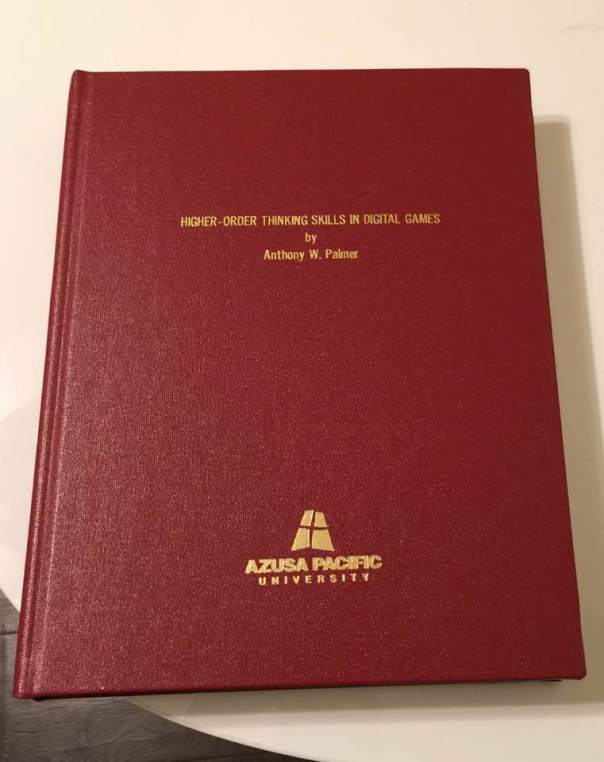 HIGHER-ORDER THINKING SKILLS IN DIGITAL GAMES
by
Anthony W. Palmer
AZUSA PACIFIC
UNIVERSITY